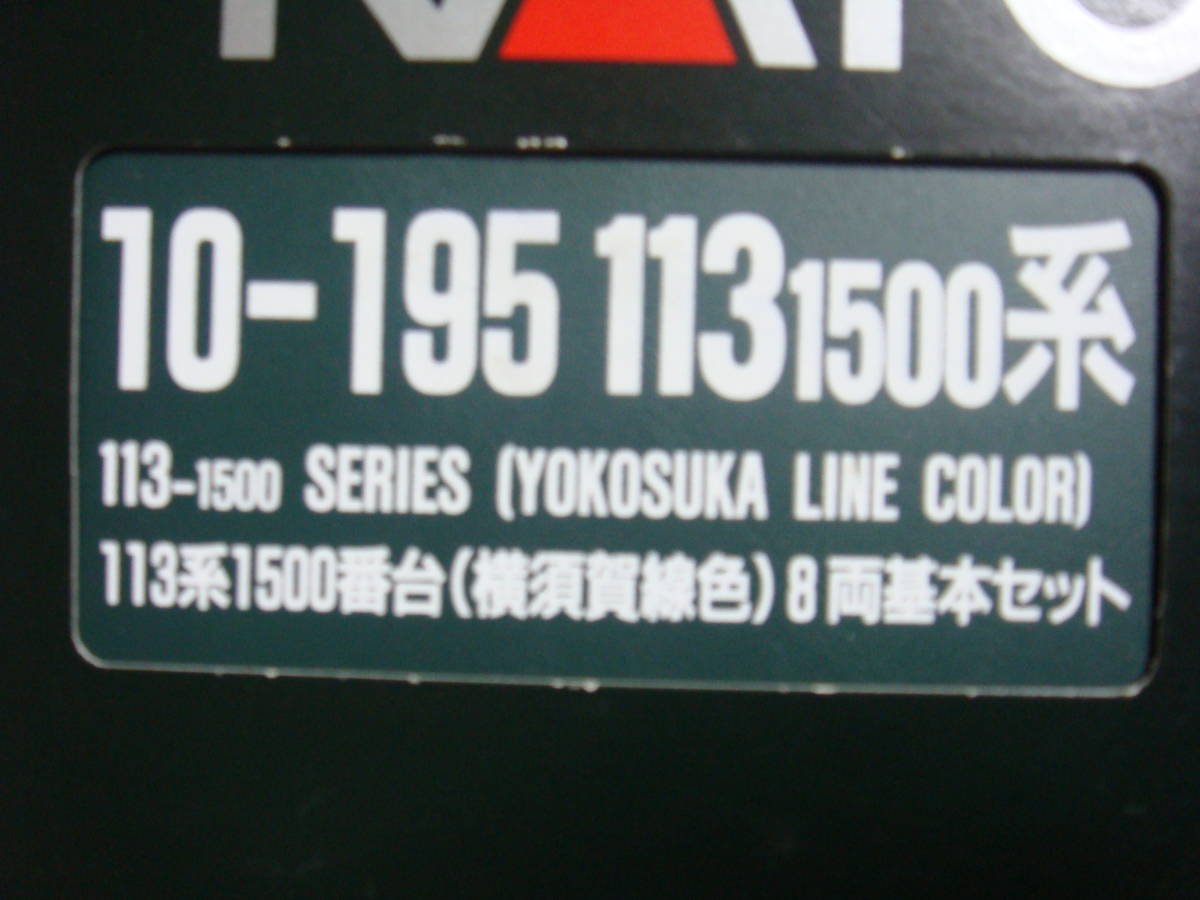 KATO
10-195 113 1500系
113-1500 SERIES (YOKOSUKA LINE COLOR)
113系1500番台(横須賀線色)8両基本セット